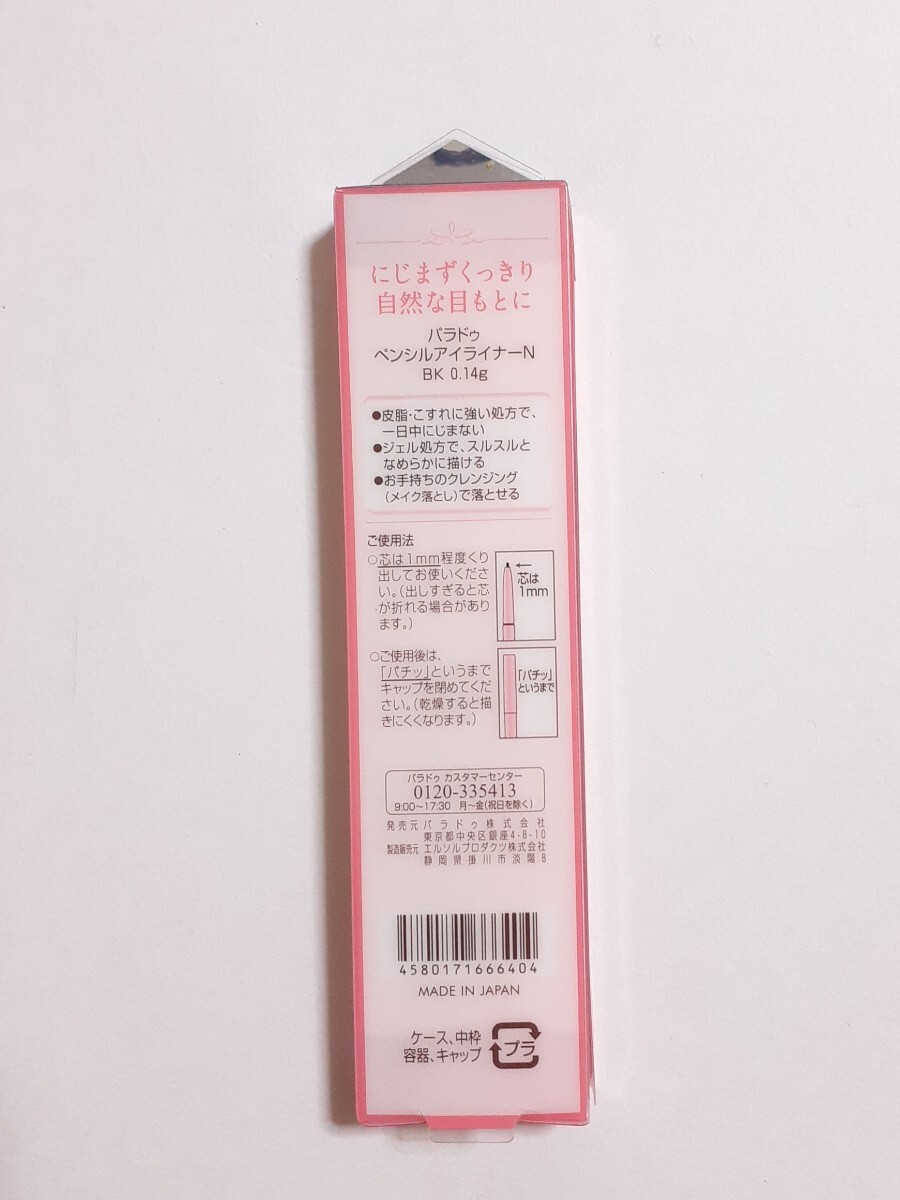 にじまずくっきり
自然な目もとに
パラドゥ
ペンシルアイライナーN
BK 0.14g
●皮脂・こすれに強い処方で、
一日中にじまない
●ジェル処方で、スルスルと
なめらかに描ける
●お手持ちのクレンジング
（メイク落とし）で落とせる
ご使用法
○芯は1mm程度くり
出してお使いくださ
い。（出しすぎると芯
が折れる場合があり
ます。）
芯は
1mm
○ご使用後は、
「パチッ」というまで
キャップを閉めてくだ
さい。（乾燥すると描
きにくくなります。）
「パチッ」
というまで
パラドゥ カスタマーセンター
0120-335413
9:00〜17:30 月〜金（祝日を除く）
発売元 パラドゥ株式会社
東京都中央区銀座4-8-10
製造販売元 エルソルプロダクツ株式会社
静岡県掛川市淡陽8
4580171666404
MADE IN JAPAN
ケース、中枠
容器、キャップ
プラ